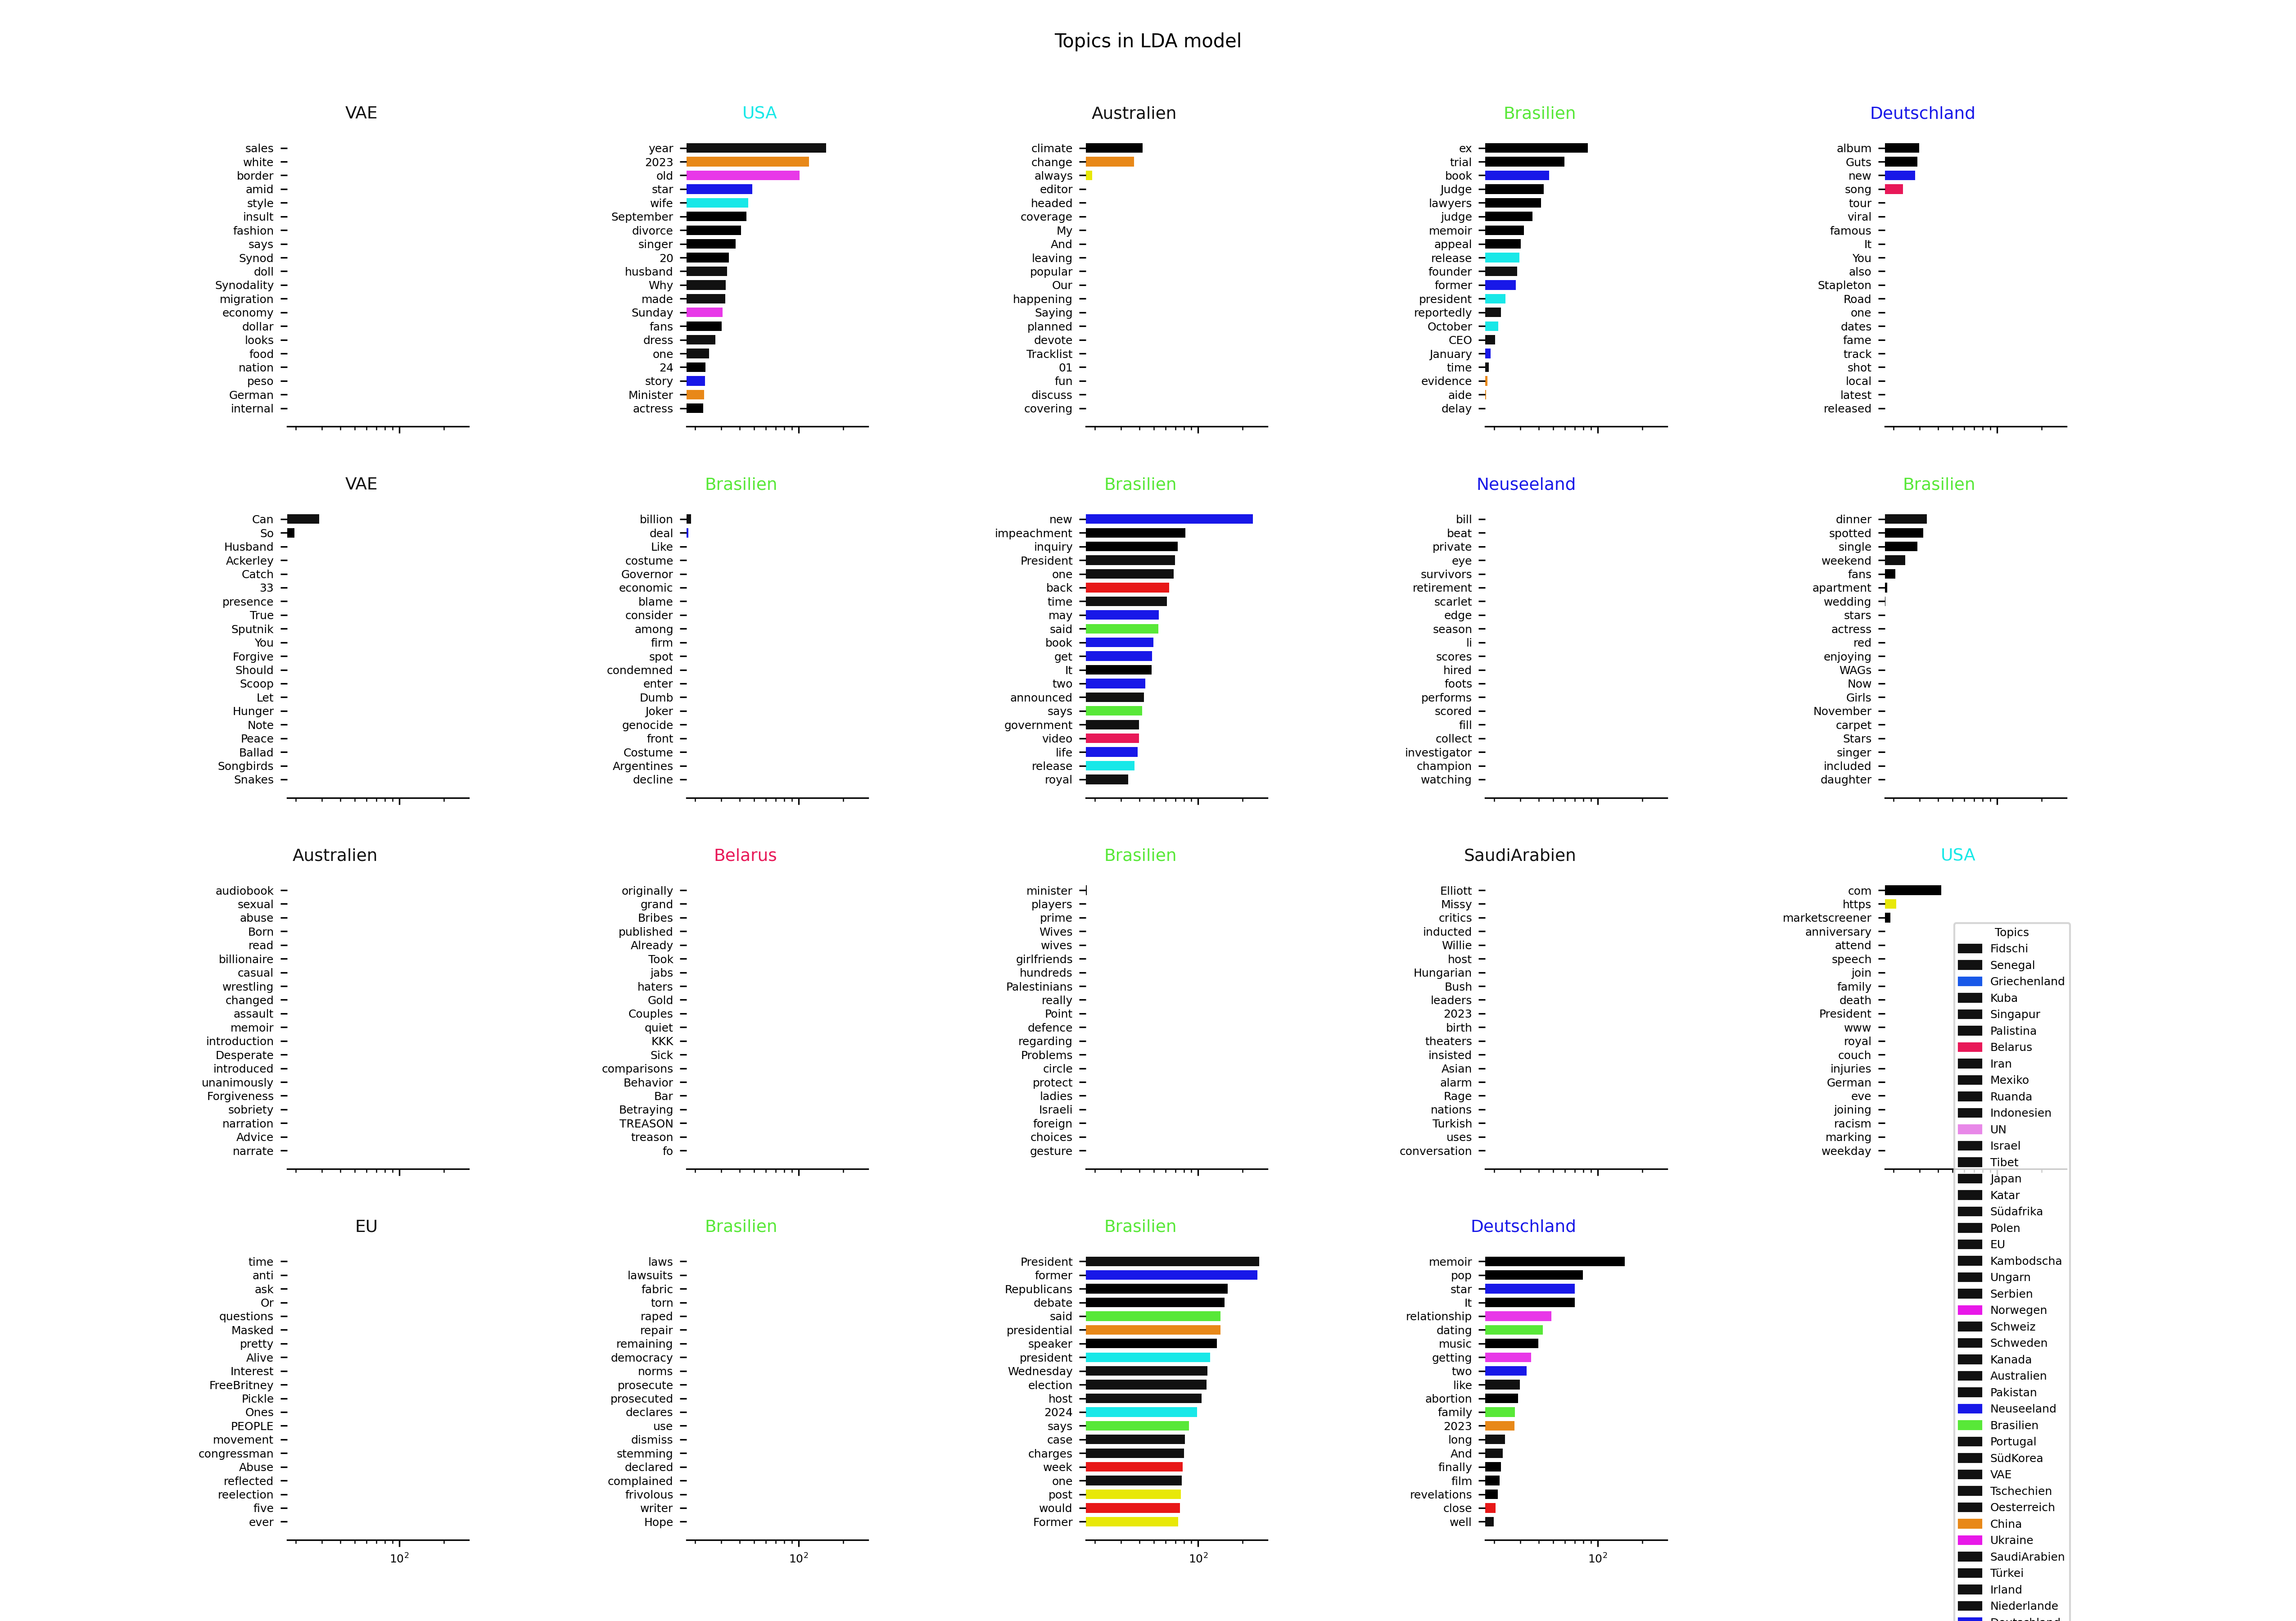 Topics in LDA model
VAE
sales
white
border
amid
style
insult
fashion
says
Synod
doll
Synodality
migration
economy
dollar
looks
food
nation
peso
German
internal
USA
year
2023
old
star
wife
September
divorce
singer
20
husband
Why
made
Sunday
fans
dress
one
24
story
Minister
actress
Australien
climate
change
always
editor
headed
coverage
My
And
leaving
popular
Our
happening
Saying
planned
devote
Tracklist
01
fun
discuss
covering
Brasilien
ex
trial
book
Judge
lawyers
judge
memoir
appeal
release
founder
former
president
reportedly
October
CEO
January
time
evidence
aide
delay
Deutschland
album
Guts
new
song
tour
viral
famous
It
You
also
Stapleton
Road
one
dates
fame
track
shot
local
latest
released
VAE
Can
So
Husband
Ackerley
Catch
33
presence
True
Sputnik
You
Forgive
Should
Scoop
Let
Hunger
Note
Peace
Ballad
Songbirds
Snakes
Brasilien
billion
deal
Like
costume
Governor
economic
blame
consider
among
firm
spot
condemned
enter
Dumb
Joker
genocide
front
Costume
Argentines
decline
Brasilien
new
impeachment
inquiry
President
one
back
time
may
said
book
get
It
two
announced
says
government
video
life
release
royal
Neuseeland
bill
beat
private
eye
survivors
retirement
scarlet
edge
season
li
scores
hired
foots
performs
scored
fill
collect
investigator
champion
watching
Brasilien
dinner
spotted
single
weekend
fans
apartment
wedding
stars
actress
red
enjoying
WAGs
Now
Girls
November
carpet
Stars
singer
included
daughter
Australien
audiobook
sexual
abuse
Born
read
billionaire
casual
wrestling
changed
assault
memoir
introduction
Desperate
introduced
unanimously
Forgiveness
sobriety
narration
Advice
narrate
Belarus
originally
grand
Bribes
published
Already
Took
jabs
haters
Gold
Couples
quiet
KKK
Sick
comparisons
Behavior
Bar
Betraying
TREASON
treason
fo
Brasilien
minister
players
prime
Wives
wives
girlfriends
hundreds
Palestinians
really
Point
defence
regarding
Problems
circle
protect
ladies
Israeli
foreign
choices
gesture
SaudiArabien
Elliott
Missy
critics
inducted
Willie
host
Hungarian
Bush
leaders
2023
birth
theaters
insisted
Asian
alarm
Rage
nations
Turkish
uses
conversation
USA
com
https
marketscreener
anniversary
attend
speech
join
family
death
President
www
royal
couch
injuries
German
eve
joining
racism
marking
weekday
EU
time
anti
ask
Or
questions
Masked
pretty
Alive
Interest
FreeBritney
Pickle
Ones
PEOPLE
movement
congressman
Abuse
reflected
reelection
five
ever
10²
Brasilien
laws
lawsuits
fabric
torn
raped
repair
remaining
democracy
norms
prosecute
prosecuted
declares
use
dismiss
stemming
declared
complained
frivolous
writer
Hope
10²
Brasilien
President
former
Republicans
debate
said
presidential
speaker
president
Wednesday
election
host
2024
says
case
charges
week
one
post
would
Former
10²
Deutschland
memoir
pop
star
It
relationship
dating
music
getting
two
like
abortion
family
2023
long
And
finally
film
revelations
close
well
10²
Topics
Fidschi
Senegal
Griechenland
Kuba
Singapur
Palistina
Belarus
Iran
Mexiko
Ruanda
Indonesien
UN
Israel
Tibet
Japan
Katar
Südafrika
Polen
EU
Kambodscha
Ungarn
Serbien
Norwegen
Schweiz
Schweden
Kanada
Australien
Pakistan
Neuseeland
Brasilien
Portugal
SüdKorea
VAE
Tschechien
Oesterreich
China
Ukraine
SaudiArabien
Türkei
Irland
Niederlande